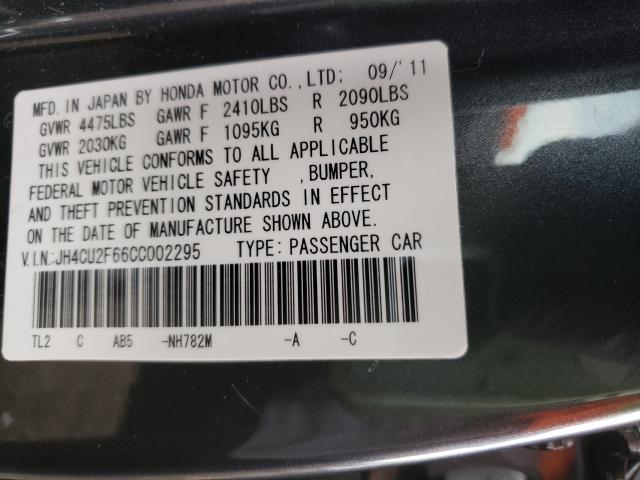 MFD. IN JAPAN BY HONDA MOTOR CO.,LTD: 09/'11
GVWR 4475LBS GAWR F 2410LBS R 2090LBS
GVWR 2030KG GAWR F 1095KG R 950KG
THIS VEHICLE CONFORMS TO ALL APPLICABLE
FEDERAL MOTOR VEHICLE SAFETY ,BUMPER,
AND THEFT PREVENTION STANDARDS IN EFFECT
ON THE DATE OF MANUFACTURE SHOWN ABOVE.
V.I.N.:JH4CU2F66CC002295 TYPE: PASSENGER CAR
TL2 C AB5 -NH782M -A -C